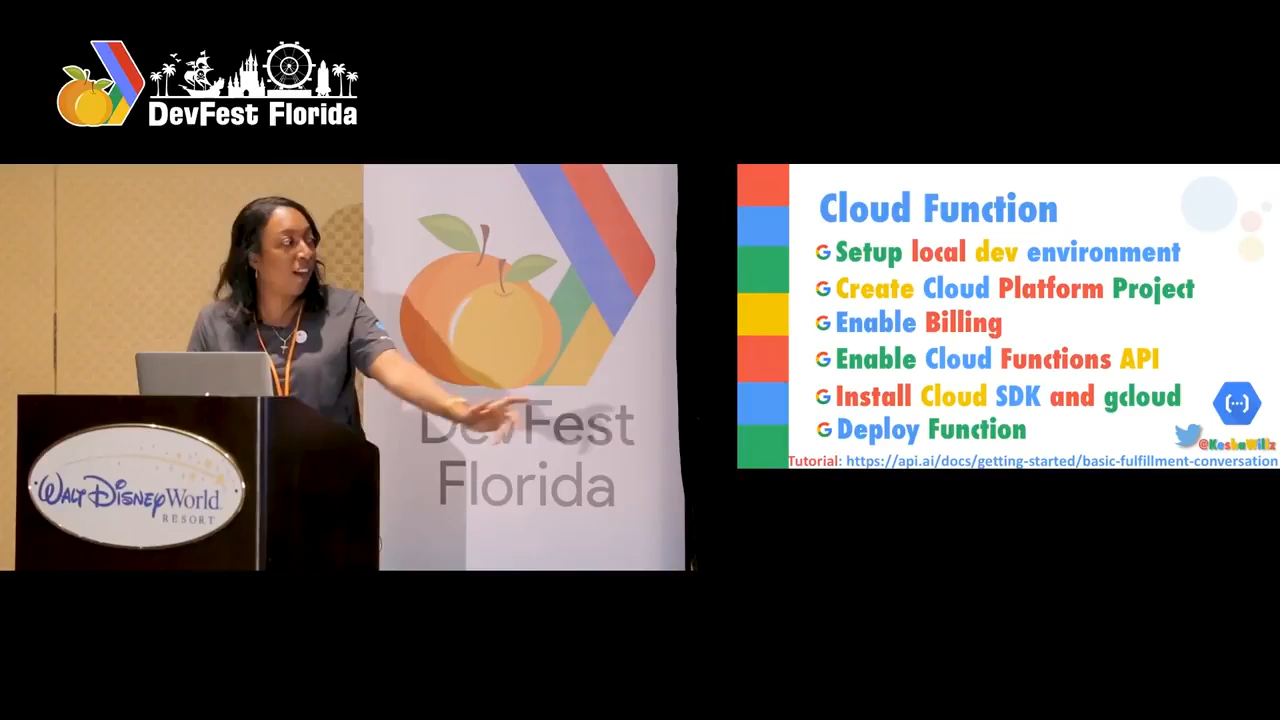 DevFest Florida
DevFest
Florida
WALT DISNEY World
RESORT
Cloud Function
Setup local dev environment
Create Cloud Platform Project
Enable Billing
Enable Cloud Functions API
Install Cloud SDK and gcloud
Deploy Function
@KeshaWillz
Tutorial: https://api.ai/docs/getting-started/basic-fulfillment-conversation